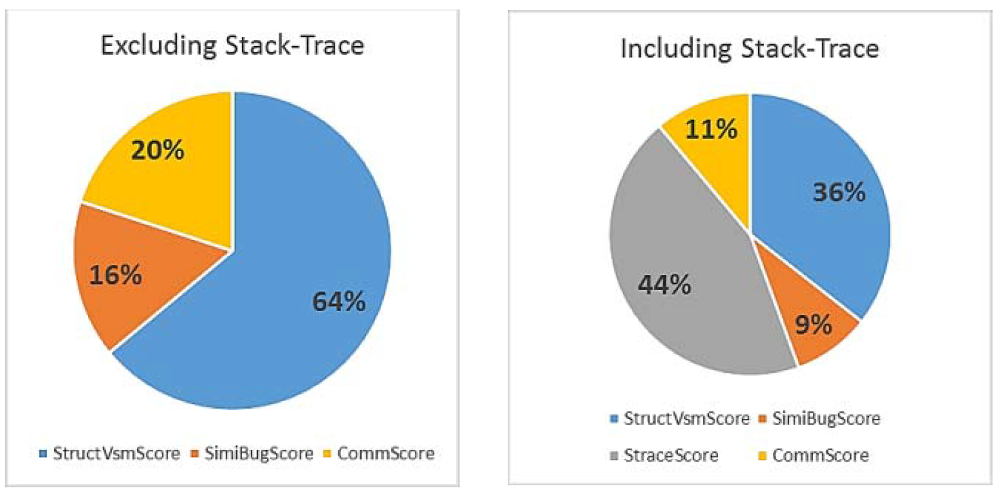 Excluding Stack-Trace
20%
16%
64%
StructVsmScore SimiBugScore CommScore
Including Stack-Trace
11%
36%
44%
9%
StructVsmScore SimiBugScore
StraceScore CommScore